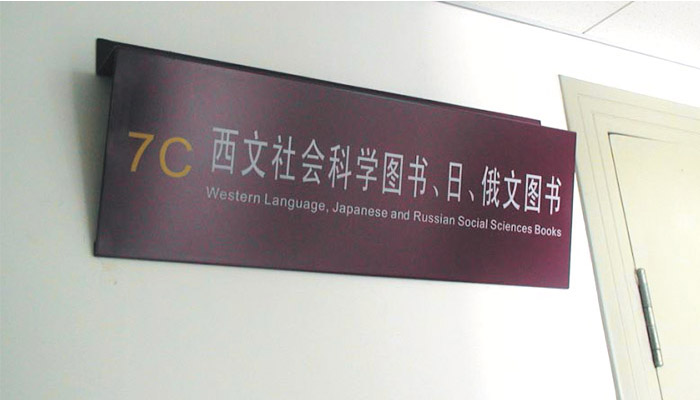 7C 西文社会科学图书、日、俄文图书
Western Language, Japanese and Russian Social Sciences Books